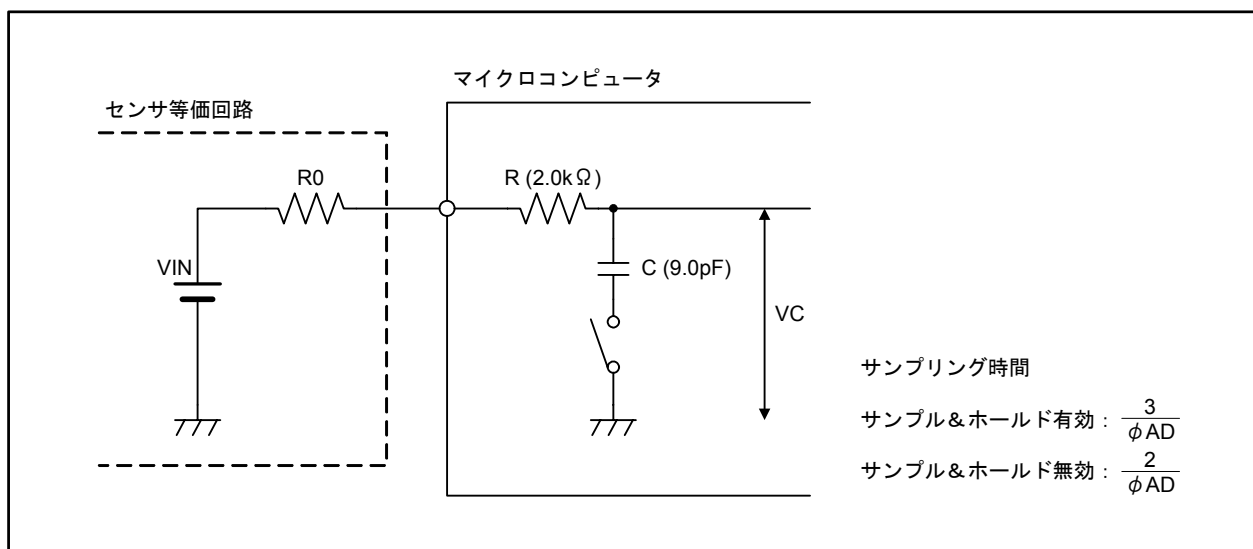 マイクロコンピュータ
センサ等価回路
R0
R (2.0kΩ)
VIN
C (9.0pF)
VC
サンプリング時間
サンプル&ホールド有効: 3/φAD
サンプル&ホールド無効: 2/φAD